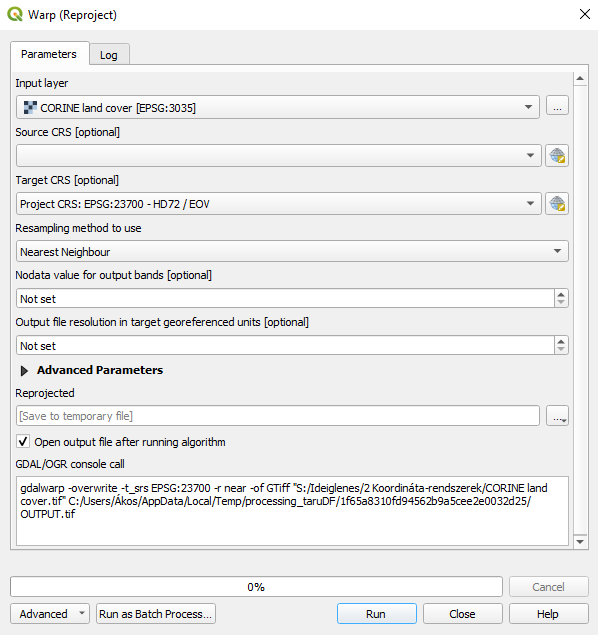 Warp (Reproject)
Parameters
Log
Input layer
CORINE land cover [EPSG:3035]
...
Source CRS [optional]
Target CRS [optional]
Project CRS: EPSG:23700 - HD72 / EOV
Resampling method to use
Nearest Neighbour
Nodata value for output bands [optional]
Not set
Output file resolution in target georeferenced units [optional]
Not set
Advanced Parameters
Reprojected
[Save to temporary file]
...
Open output file after running algorithm
GDAL/OGR console call
gdalwarp -overwrite -t_srs EPSG:23700 -r near -of GTiff "S:/Ideiglenes/2 Koordináta-rendszerek/CORINE land
cover.tif" C:/Users/Ákos/AppData/Local/Temp/processing_taruDF/1f65a8310fd94562b9a5cee2e0032d25/
OUTPUT.tif
0%
Cancel
Advanced
Run as Batch Process...
Run
Close
Help